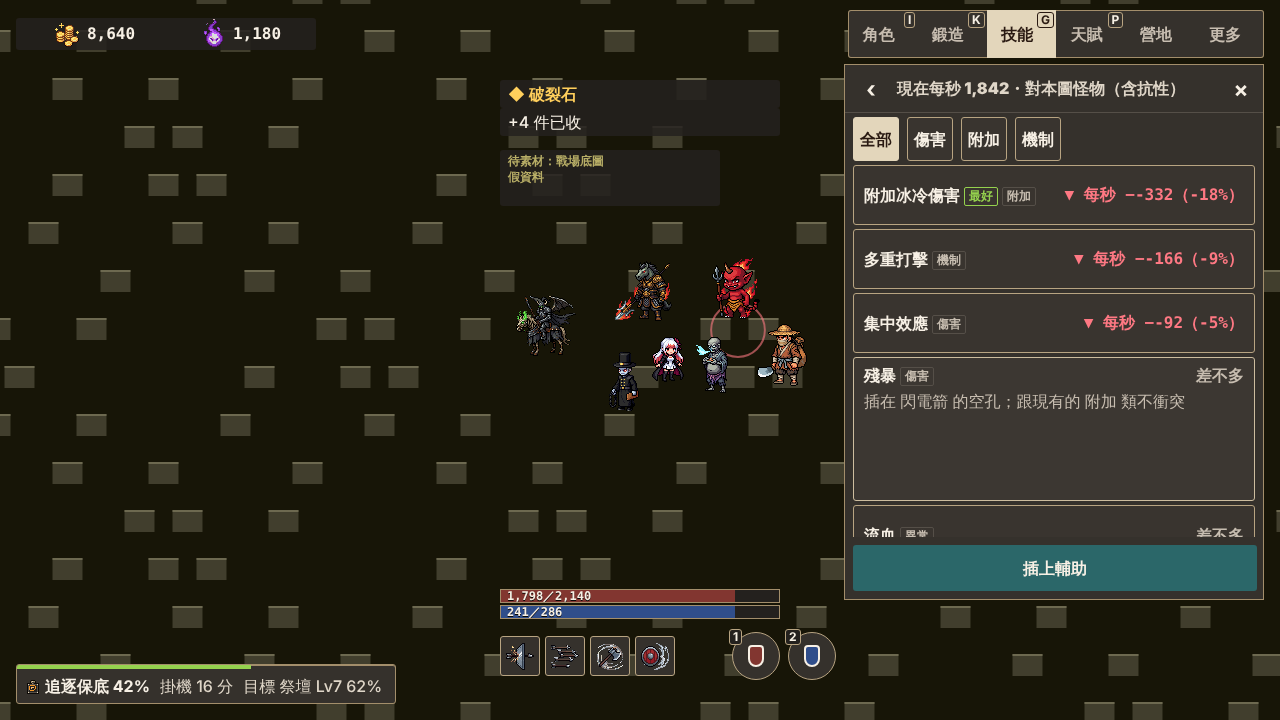 8,640
1,180
角色 I
鍛造 K
技能 G
天賦 P
營地
更多
◆ 破裂石
+4 件已收
待素材：戰場底圖
假資料
‹ 現在每秒 1,842・對本圖怪物（含抗性） ×
全部
傷害
附加
機制
附加冰冷傷害 最好 附加 ▼ 每秒 −-332（-18%）
多重打擊 機制 ▼ 每秒 −-166（-9%）
集中效應 傷害 ▼ 每秒 −-92（-5%）
殘暴 傷害 差不多
插在 閃電箭 的空孔；跟現有的 附加 類不衝突
流血 異常 差不多
插上輔助
1,798／2,140
241／286
1
2
追逐保底 42% 掛機 16 分 目標 祭壇 Lv7 62%